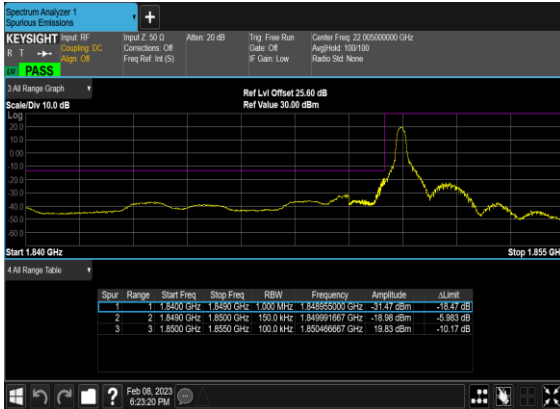 Spectrum Analyzer 1
Spurious Emissions
+
KEYSIGHT Input: RF Input Z: 50 Ω Atten: 20 dB Trig: Free Run Center Freq: 22.005000000 GHz
R T Coupling: DC Corrections: Off Gate: Off Avg|Hold: 100/100
Align: Off Freq Ref: Int (S) IF Gain: Low Radio Std: None
PASS
3 All Range Graph
Ref Lvl Offset 25.60 dB
Scale/Div 10.0 dB Ref Value 30.00 dBm
Log
20.0
10.0
0.00
-10.0
-20.0
-30.0
-40.0
-50.0
-60.0
Start 1.840 GHz Stop 1.855 GH
4 All Range Table
Spur Range Start Freq Stop Freq RBW Frequency Amplitude ΔLimit
1 1 1.8400 GHz 1.8490 GHz 1.000 MHz 1.848955000 GHz -31.47 dBm -18.47 dB
2 2 1.8490 GHz 1.8500 GHz 150.0 kHz 1.849991667 GHz -18.98 dBm -5.983 dB
3 3 1.8500 GHz 1.8550 GHz 100.0 kHz 1.850466667 GHz 19.83 dBm -10.17 dB
?
Feb 08, 2023
6:23:20 PM